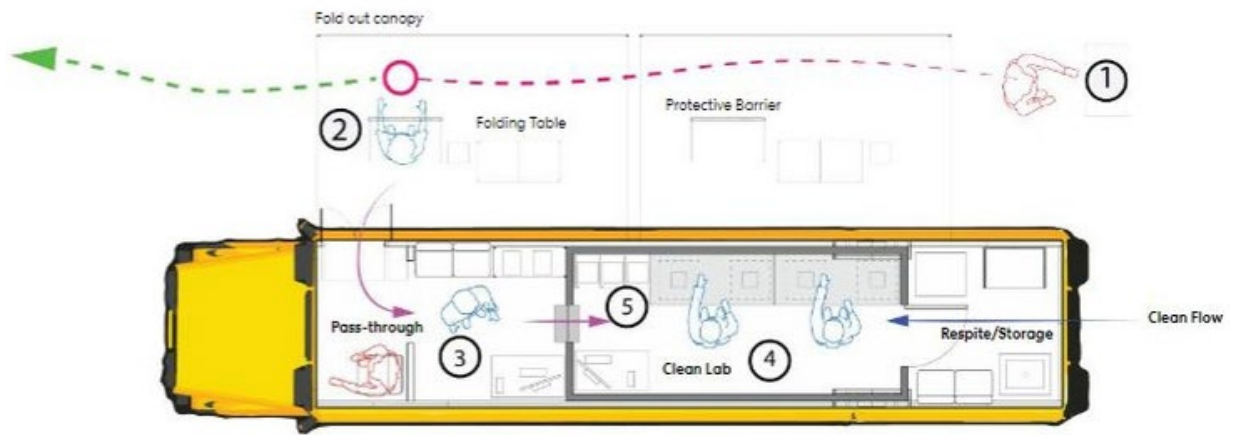 Fold out canopy
1
Protective Barrier
2
Folding Table
5
Clean Flow
Pass-through
Respite/Storage
3
4
Clean Lab